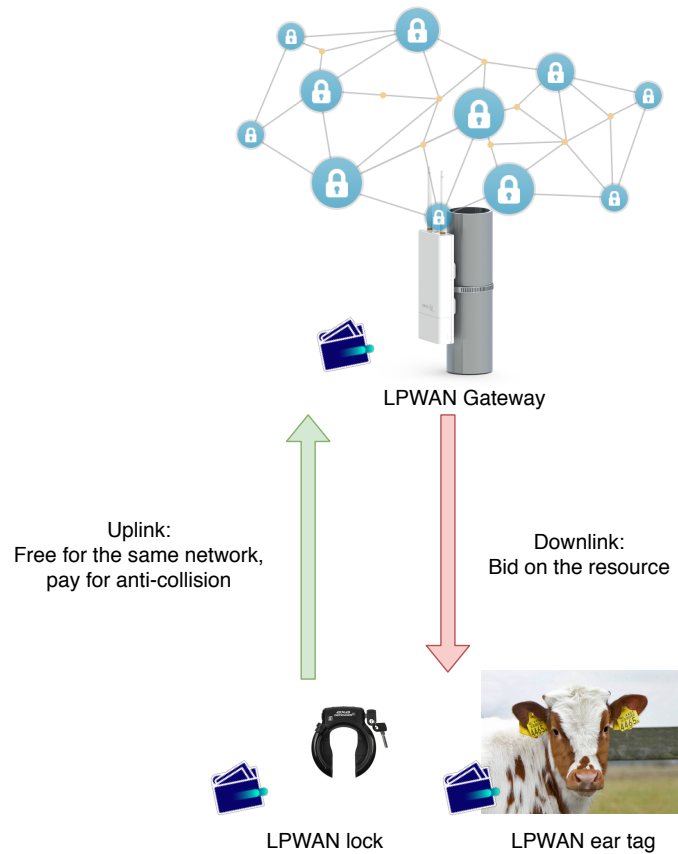 LPWAN Gateway
Uplink:
Free for the same network,
pay for anti-collision
Downlink:
Bid on the resource
LPWAN lock
LPWAN ear tag